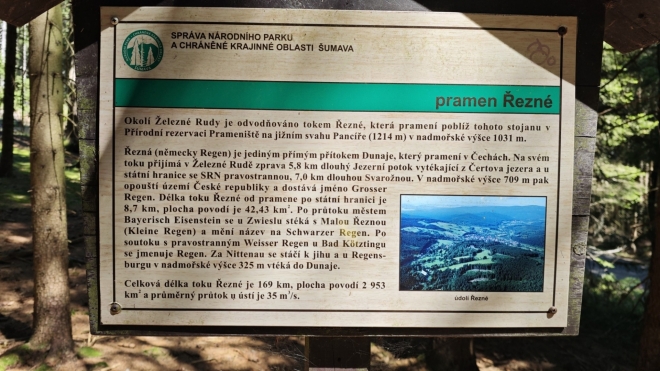 SPRÁVA NÁRODNÍHO PARKU
A CHRÁNĚNÉ KRAJINNÉ OBLASTI ŠUMAVA
pramen Řezné
Okolí Železné Rudy je odvodňováno tokem Řezné, která pramení poblíž tohoto stojanu v
Přírodní rezervaci Prameniště na jižním svahu Pancíře (1214 m) v nadmořské výšce 1031 m.
Řezná (německy Regen) je jediným přímým přítokem Dunaje, který pramení v Čechách. Na svém
toku přijímá v Železné Rudě zprava 5,8 km dlouhý Jezerní potok vytékající z Čertova jezera a u
státní hranice se SRN pravostrannou, 7,0 km dlouhou Svarožnou. V nadmořské výšce 709 m pak
opouští území České republiky a dostává jméno Grosser
Regen. Délka toku Řezné od pramene po státní hranici je
8,7 km, plocha povodí je 42,43 km². Po průtoku městem
Bayerisch Eisenstein se u Zwieslu stéká s Malou Řeznou
(Kleine Regen) a mění název na Schwarzer Regen. Po
soutoku s pravostranným Weisser Regen u Bad Kötztingu
se jmenuje Regen. Za Nittenau se stáčí k jihu a u Regens-
burgu v nadmořské výšce 325 m vtéká do Dunaje.
Celková délka toku Řezné je 169 km, plocha povodí 2 953
km² a průměrný průtok u ústí je 35 m³/s.
údolí Řezné